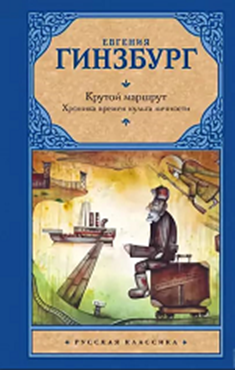 ЕВГЕНИЯ
ГИНЗБУРГ
Крутой маршрут
Хроника времен культа личности
РУССКАЯ КЛАССИКА